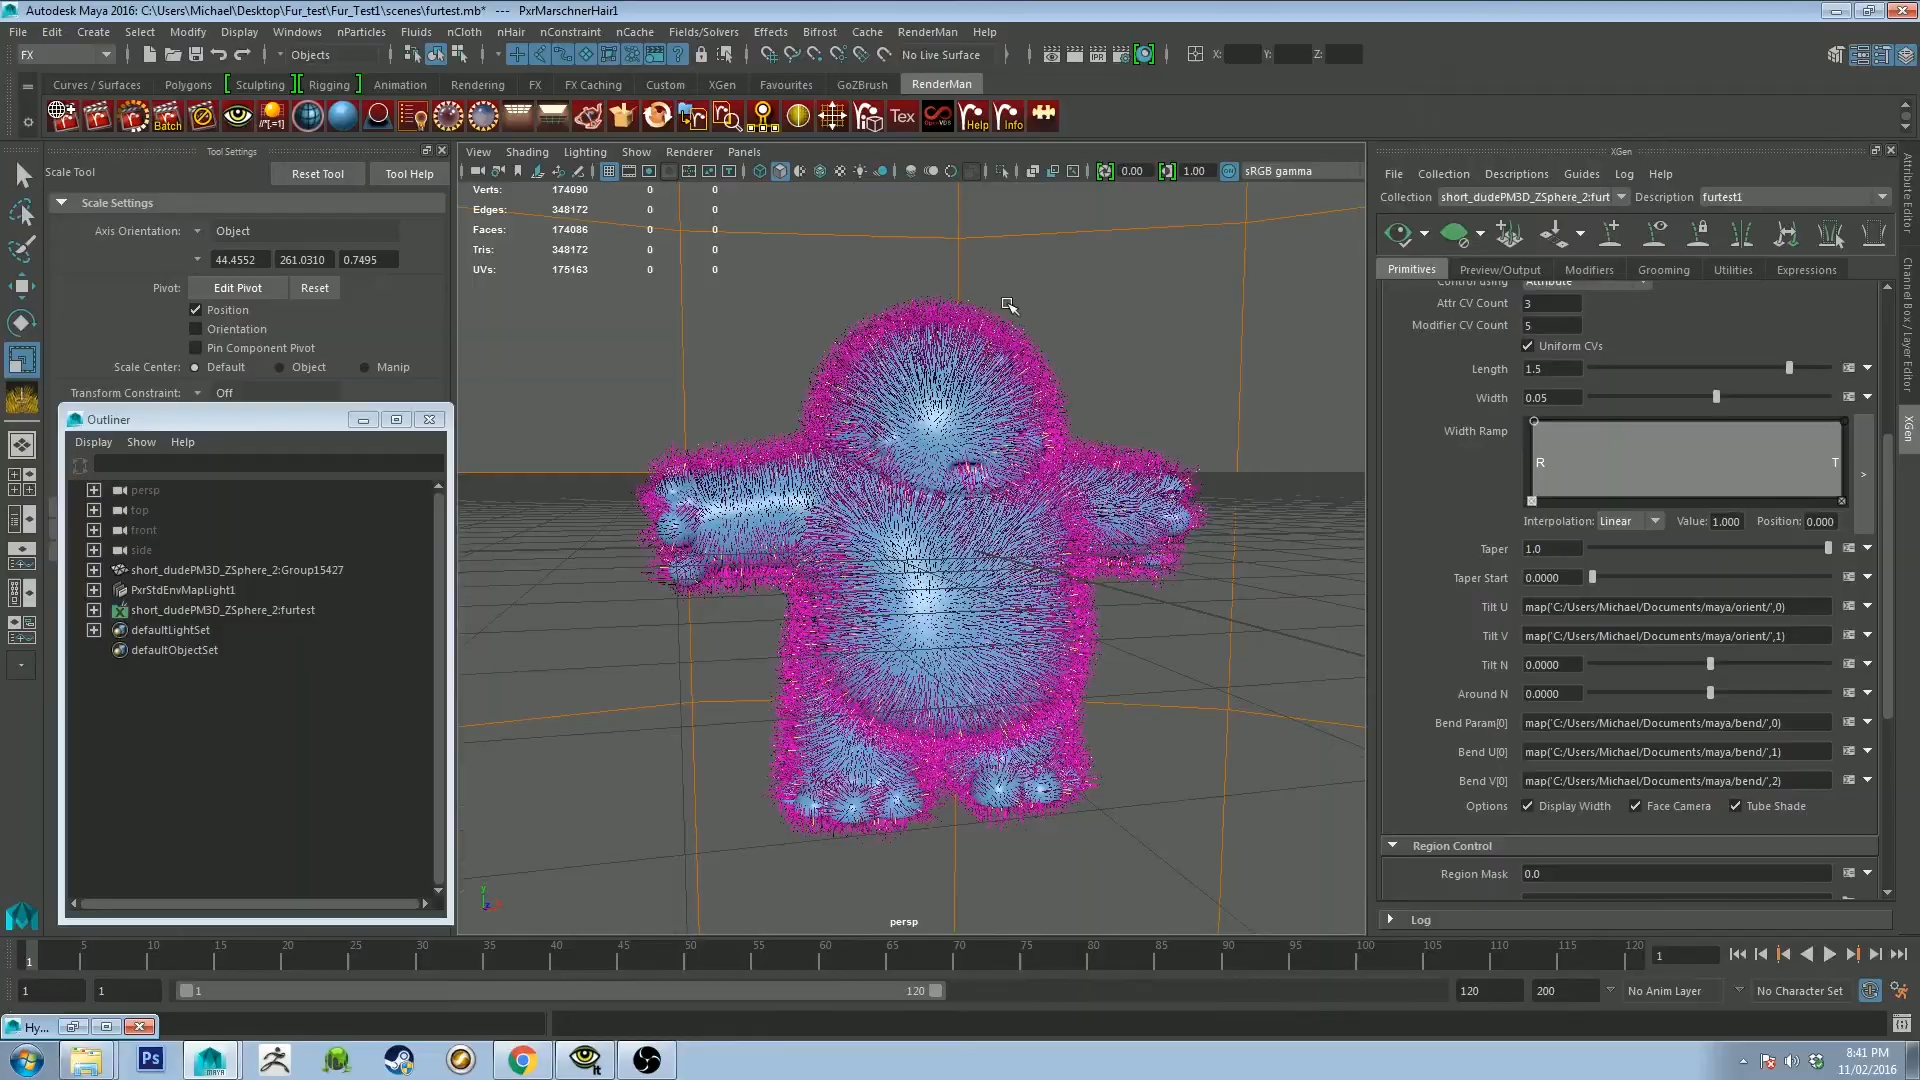 Autodesk Maya 2016: C:\Users\Michael\Desktop\Fur_test\Fur_Test1\scenes\furtest.mb* --- PxrMarschnerHair1
File Edit Create Select Modify Display Windows nParticles Fluids nCloth nHair nConstraint nCache Fields/Solvers Effects Bifrost Cache RenderMan Help
FX Objects No Live Surface X: Y: Z:
Curves / Surfaces Polygons Sculpting Rigging Animation Rendering FX FX Caching Custom XGen Favourites GoZBrush RenderMan
Batch Tex Help Info
Tool Settings
Scale Tool Reset Tool Tool Help
Scale Settings
Axis Orientation: Object
44.4552 261.0310 0.7495
Pivot: Edit Pivot Reset
Position
Orientation
Pin Component Pivot
Scale Center: Default Object Manip
Transform Constraint: Off
Outliner
Display Show Help
persp
top
front
side
short_dudePM3D_ZSphere_2:Group15427
PxrStdEnvMapLight1
short_dudePM3D_ZSphere_2:furtest
defaultLightSet
defaultObjectSet
View Shading Lighting Show Renderer Panels
0.00 1.00 sRGB gamma
Verts: 174090 0 0
Edges: 348172 0 0
Faces: 174086 0 0
Tris: 348172 0 0
UVs: 175163 0 0
persp
XGen
File Collection Descriptions Guides Log Help
Collection short_dudePM3D_ZSphere_2:furt Description furtest1
Primitives Preview/Output Modifiers Grooming Utilities Expressions
Control using Attribute
Attr CV Count 3
Modifier CV Count 5
Uniform CVs
Length 1.5
Width 0.05
Width Ramp
R T
Interpolation: Linear Value: 1.000 Position: 0.000
Taper 1.0
Taper Start 0.0000
Tilt U map('C:/Users/Michael/Documents/maya/orient/',0)
Tilt V map('C:/Users/Michael/Documents/maya/orient/',1)
Tilt N 0.0000
Around N 0.0000
Bend Param[0] map('C:/Users/Michael/Documents/maya/bend/',0)
Bend U[0] map('C:/Users/Michael/Documents/maya/bend/',1)
Bend V[0] map('C:/Users/Michael/Documents/maya/bend/',2)
Options Display Width Face Camera Tube Shade
Region Control
Region Mask 0.0
Log
Attribute Editor
Channel Box / Layer Editor
XGen
5 10 15 20 25 30 35 40 45 50 55 60 65 70 75 80 85 90 95 100 105 110 115 120
1 1
1 1 1 120 120 200 No Anim Layer No Character Set
Hy...
Ps MAYA
8:41 PM
11/02/2016